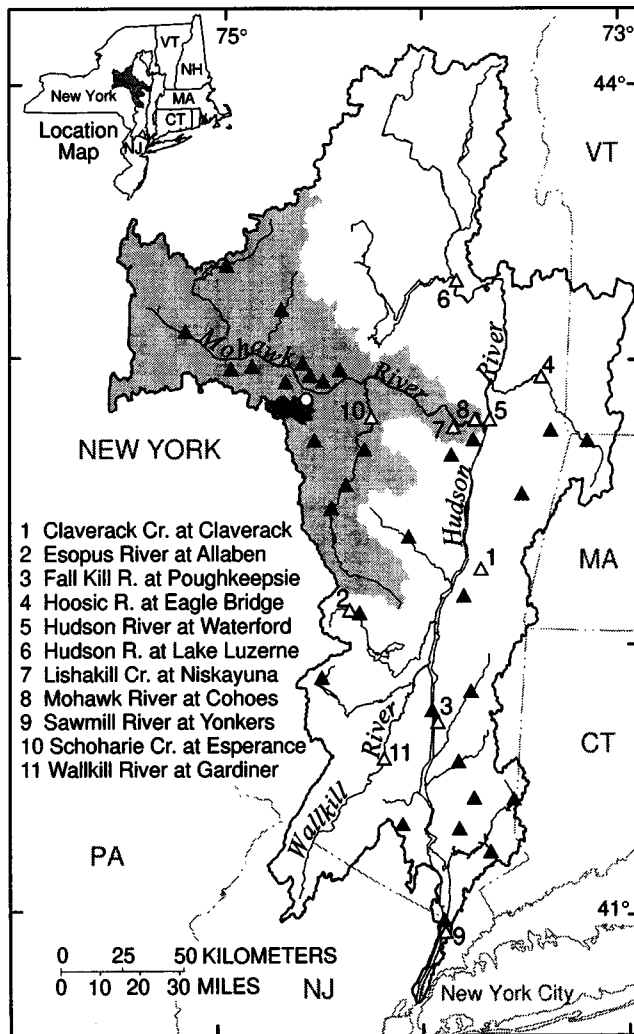 75°
73°
44°
VT
NH
New York
MA
CT
Location
Map
NJ
VT
6
River
4
Mohawk
River
10
8
5
7
NEW YORK
Hudson
MA
1 Claverack Cr. at Claverack
2 Esopus River at Allaben
3 Fall Kill R. at Poughkeepsie
4 Hoosic R. at Eagle Bridge
5 Hudson River at Waterford
6 Hudson R. at Lake Luzerne
7 Lishakill Cr. at Niskayuna
8 Mohawk River at Cohoes
9 Sawmill River at Yonkers
10 Schoharie Cr. at Esperance
11 Wallkill River at Gardiner
1
2
3
CT
River
11
Wallkill
PA
41°
9
0 25 50 KILOMETERS
0 10 20 30 MILES
NJ
New York City